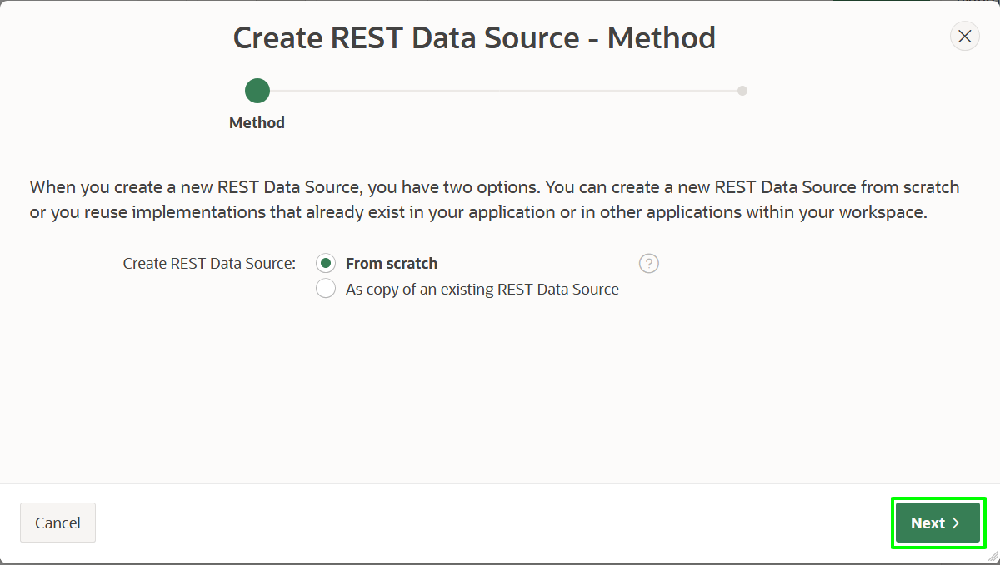 Create REST Data Source - Method
Method
When you create a new REST Data Source, you have two options. You can create a new REST Data Source from scratch
or you reuse implementations that already exist in your application or in other applications within your workspace.
Create REST Data Source:
From scratch
?
As copy of an existing REST Data Source
Cancel
Next